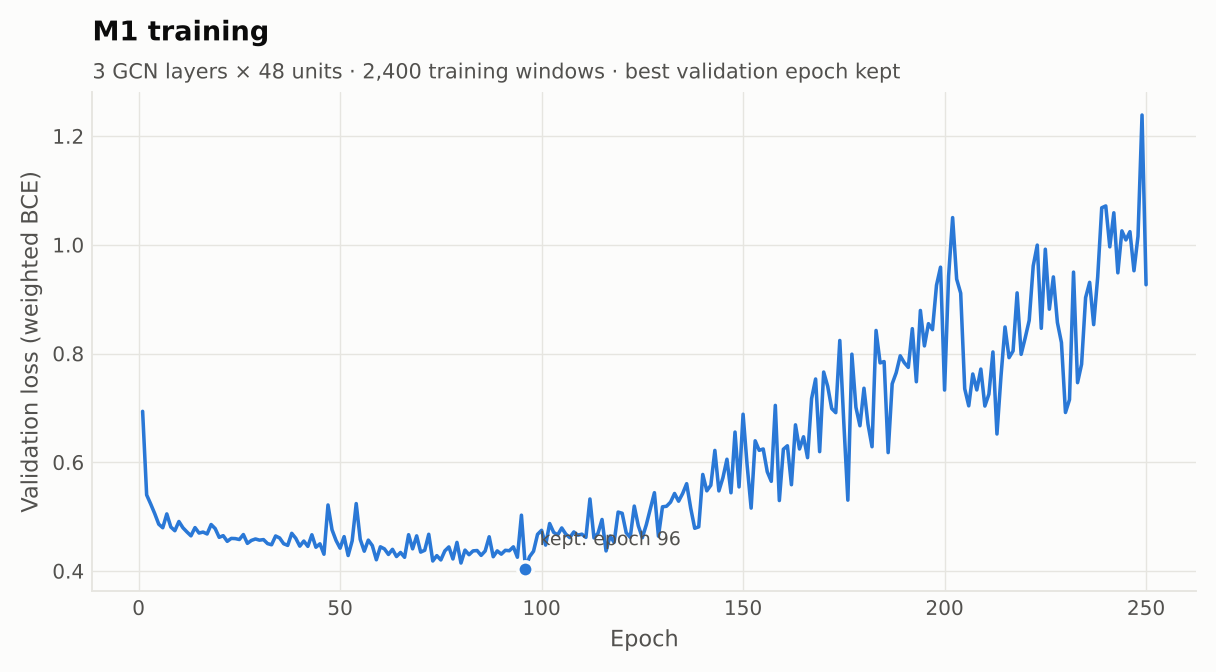 M1 training
3 GCN layers × 48 units · 2,400 training windows · best validation epoch kept
Validation loss (weighted BCE)
1.2
1.0
0.8
0.6
0.4
kept: epoch 96
0 50 100 150 200 250
Epoch